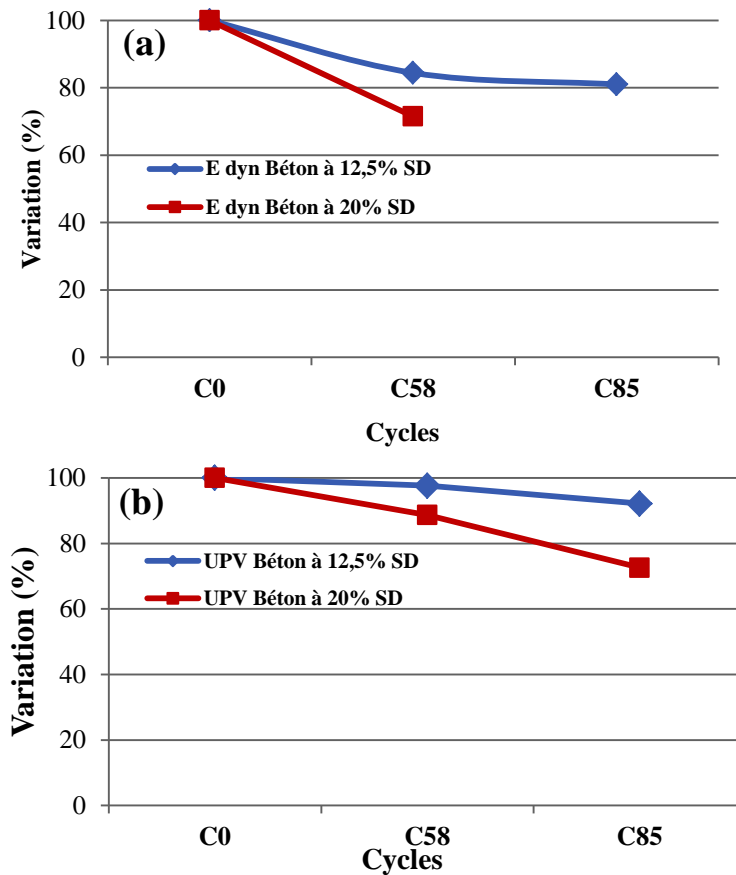 (a)
100
80
60
40
20
0
Variation (%)
E dyn Béton à 12,5% SD
E dyn Béton à 20% SD
C0 C58 C85
Cycles
(b)
100
80
60
40
20
0
Variation (%)
UPV Béton à 12,5% SD
UPV Béton à 20% SD
C0 C58 C85
Cycles